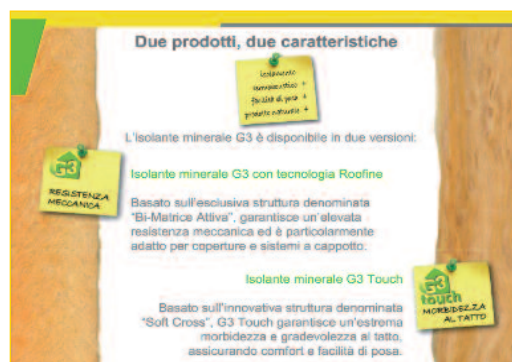 Due prodotti, due caratteristiche
isolamento
termoacustico +
facilità di posa +
prodotto naturale +
L'isolante minerale G3 è disponibile in due versioni:
G3
RESISTENZA
MECCANICA
Isolante minerale G3 con tecnologia Roofine
Basato sull'esclusiva struttura denominata
"Bi-Matrice Attiva", garantisce un'elevata
resistenza meccanica ed è particolarmente
adatto per coperture e sistemi a cappotto.
Isolante minerale G3 Touch
G3
touch
MORBIDEZZA
AL TATTO
Basato sull'innovativa struttura denominata
"Soft Cross", G3 Touch garantisce un'estrema
morbidezza e gradevolezza al tatto,
assicurando comfort e facilità di posa.